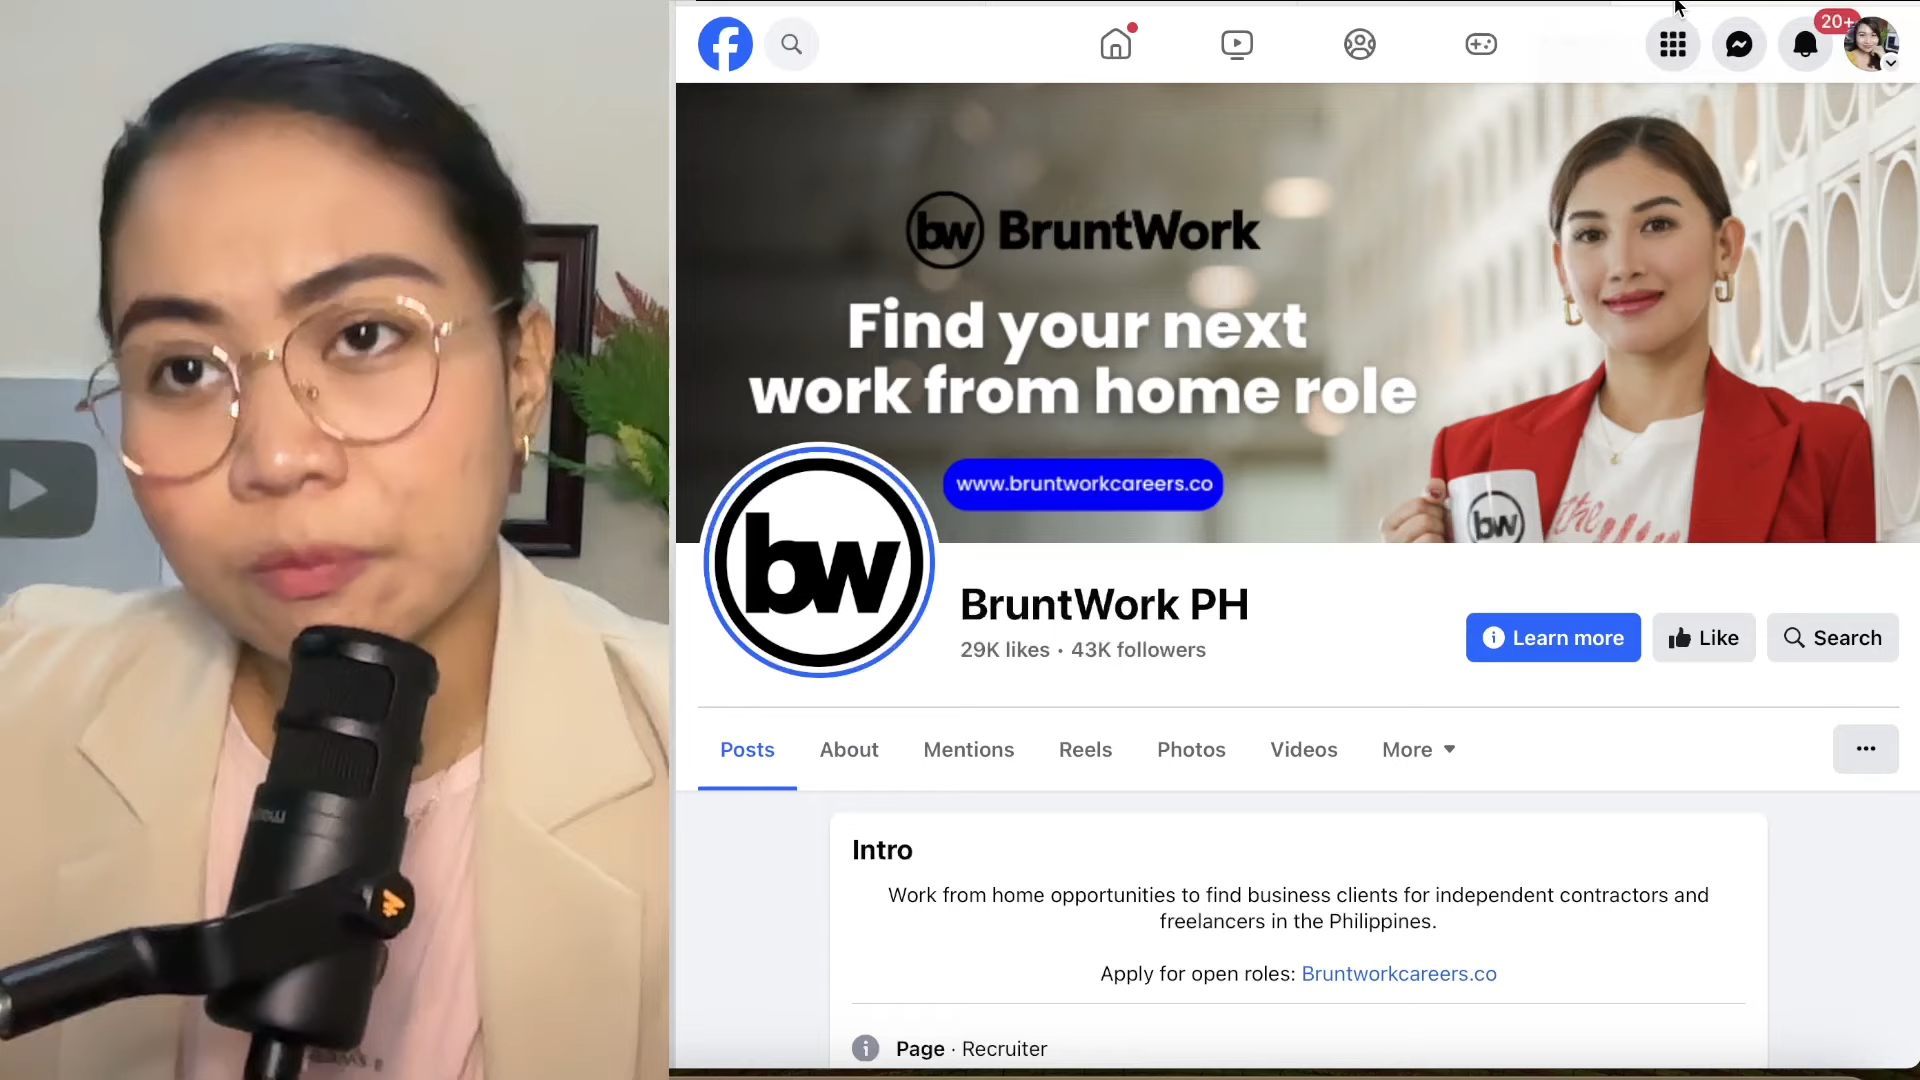 20+
bw BruntWork
Find your next
work from home role
www.bruntworkcareers.co
bw
the
bw
BruntWork PH
29K likes · 43K followers
Learn more
Like
Search
Posts
About
Mentions
Reels
Photos
Videos
More
Intro
Work from home opportunities to find business clients for independent contractors and
freelancers in the Philippines.
Apply for open roles: Bruntworkcareers.co
Page · Recruiter